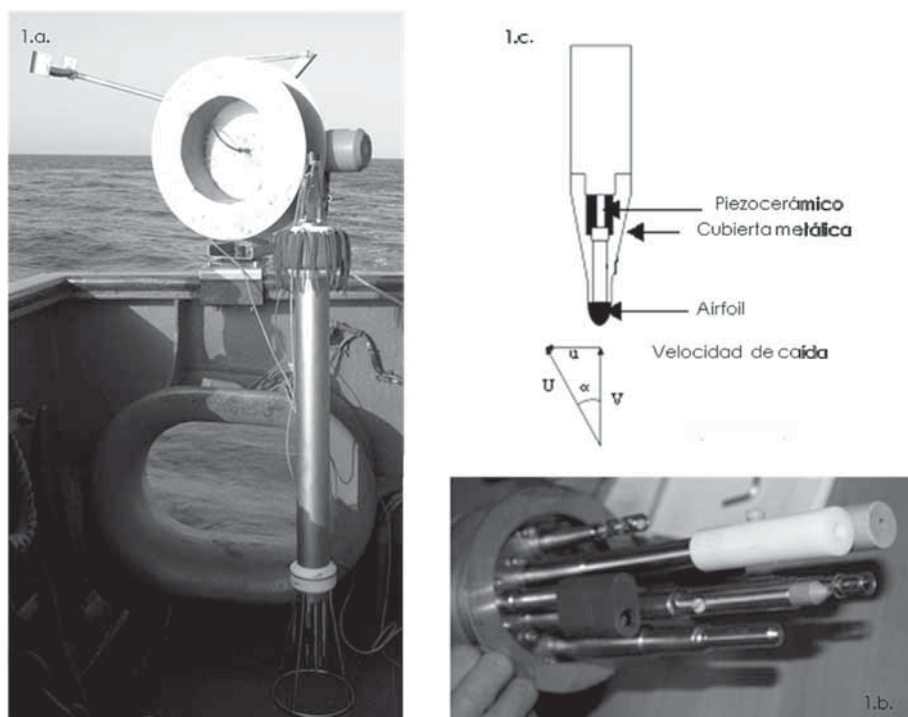 1.a.
1.c.
Piezocerámico
Cubierta metálica
Airfoil
Velocidad de caída
u
U
α
V
1.b.